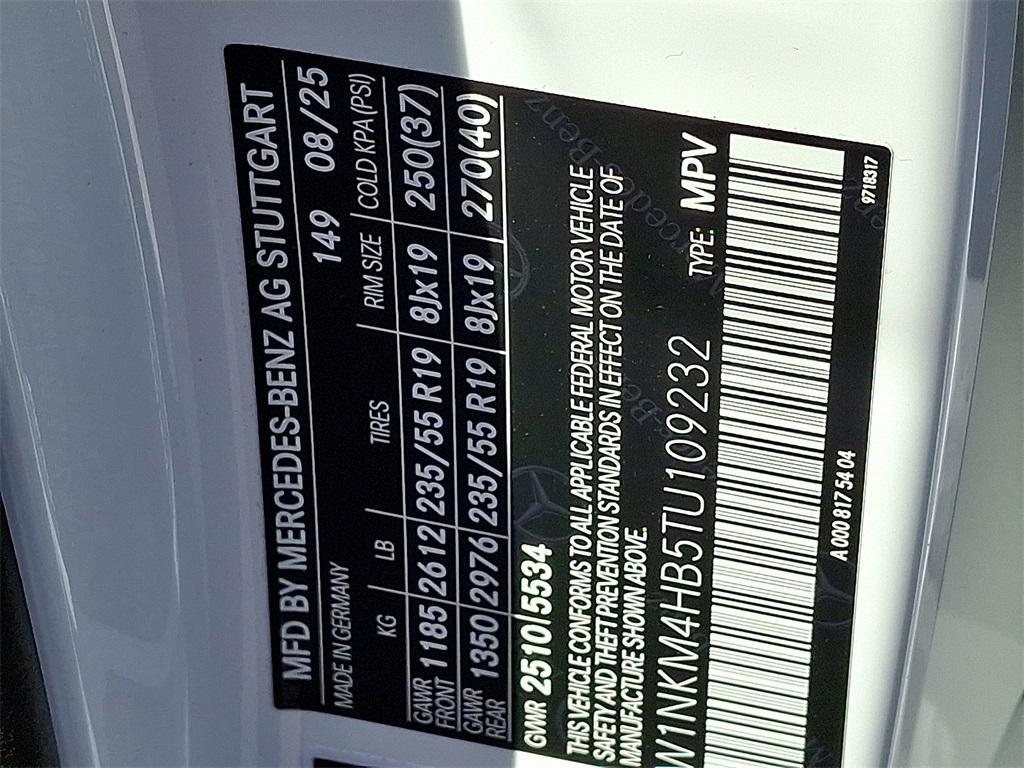 MFD BY MERCEDES-BENZ AG STUTTGART
MADE IN GERMANY 149 08/25
KG LB TIRES RIM SIZE COLD KPA (PSI)
GAWR FRONT 1185 2612 235/55 R19 8Jx19 250(37)
GAWR REAR 1350 2976 235/55 R19 8Jx19 270(40)
GVWR 2510/5534
THIS VEHICLE CONFORMS TO ALL APPLICABLE FEDERAL MOTOR VEHICLE
SAFETY AND THEFT PREVENTION STANDARDS IN EFFECT ON THE DATE OF
MANUFACTURE SHOWN ABOVE.
W1NKM4HB5TU109232 TYPE: MPV
A 000 817 54 04 9718317